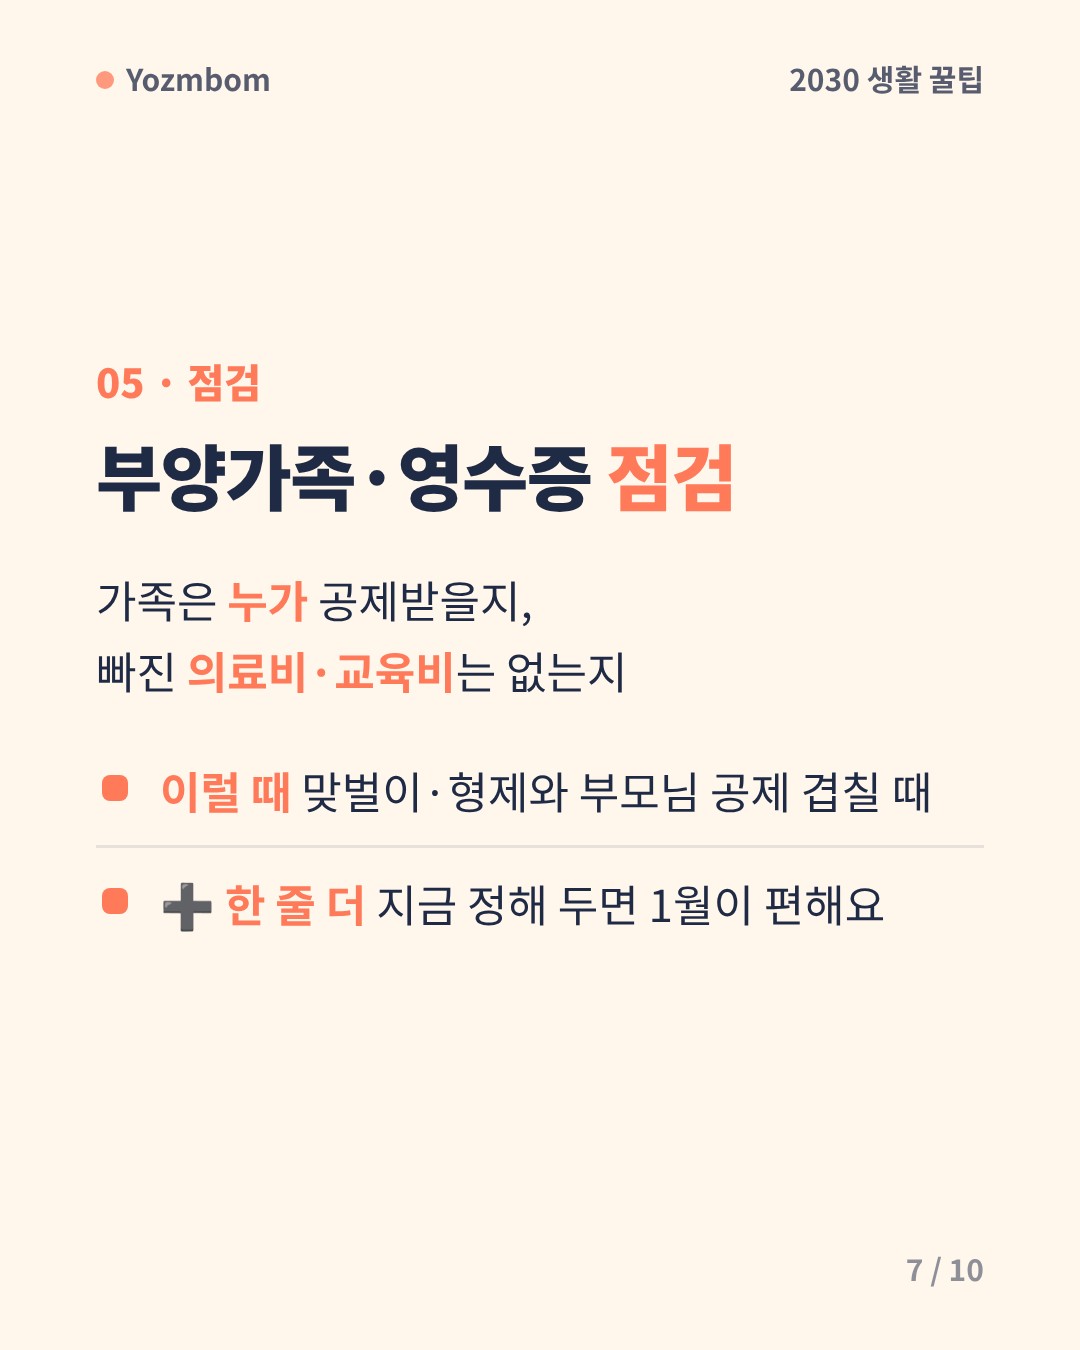 Yozmbom
2030 생활 꿀팁
05 · 점검
부양가족·영수증 점검
가족은 누가 공제받을지,
빠진 의료비·교육비는 없는지
이럴 때 맞벌이·형제와 부모님 공제 겹칠 때
➕ 한 줄 더 지금 정해 두면 1월이 편해요
7 / 10